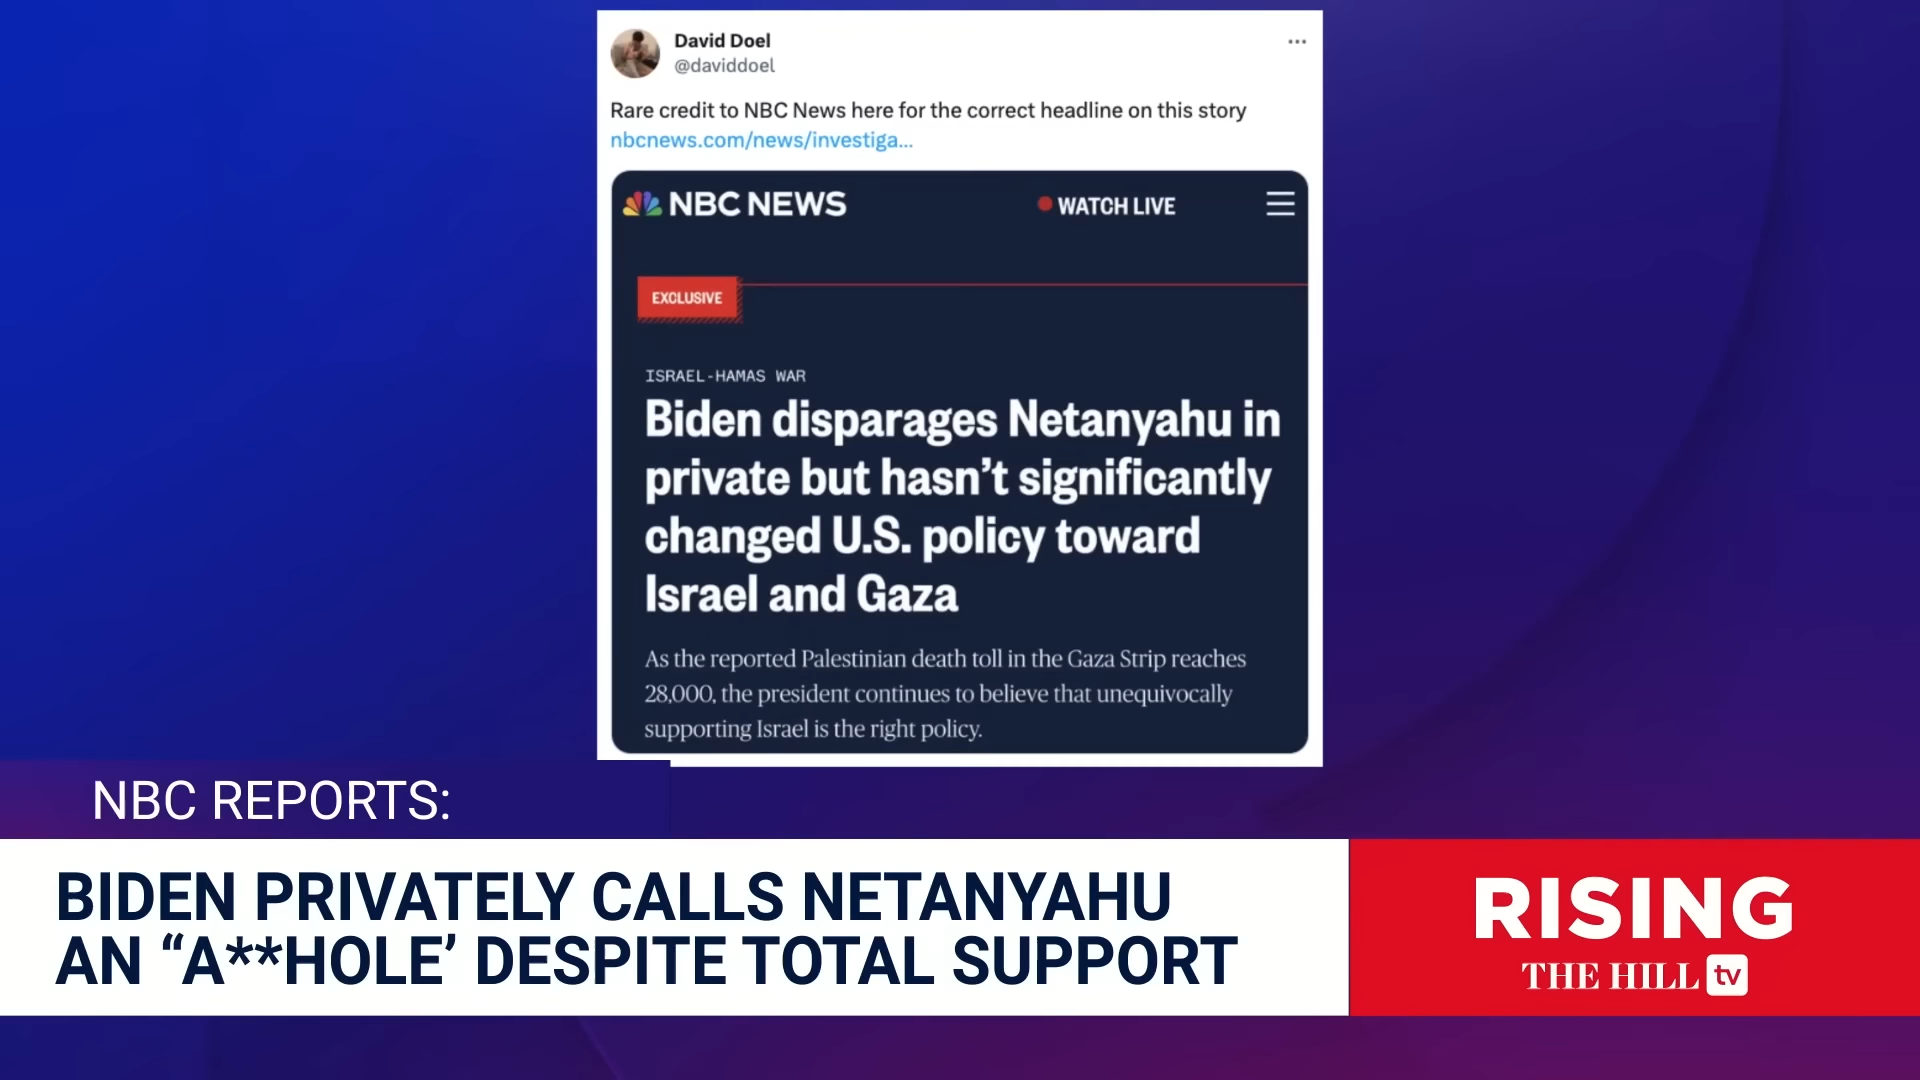 David Doel
@daviddoel
Rare credit to NBC News here for the correct headline on this story
nbcnews.com/news/investiga...
NBC NEWS
WATCH LIVE
EXCLUSIVE
ISRAEL-HAMAS WAR
Biden disparages Netanyahu in
private but hasn’t significantly
changed U.S. policy toward
Israel and Gaza
As the reported Palestinian death toll in the Gaza Strip reaches
28,000, the president continues to believe that unequivocally
supporting Israel is the right policy.
NBC REPORTS:
BIDEN PRIVATELY CALLS NETANYAHU
AN “A**HOLE’ DESPITE TOTAL SUPPORT
RISING
THE HILL tv